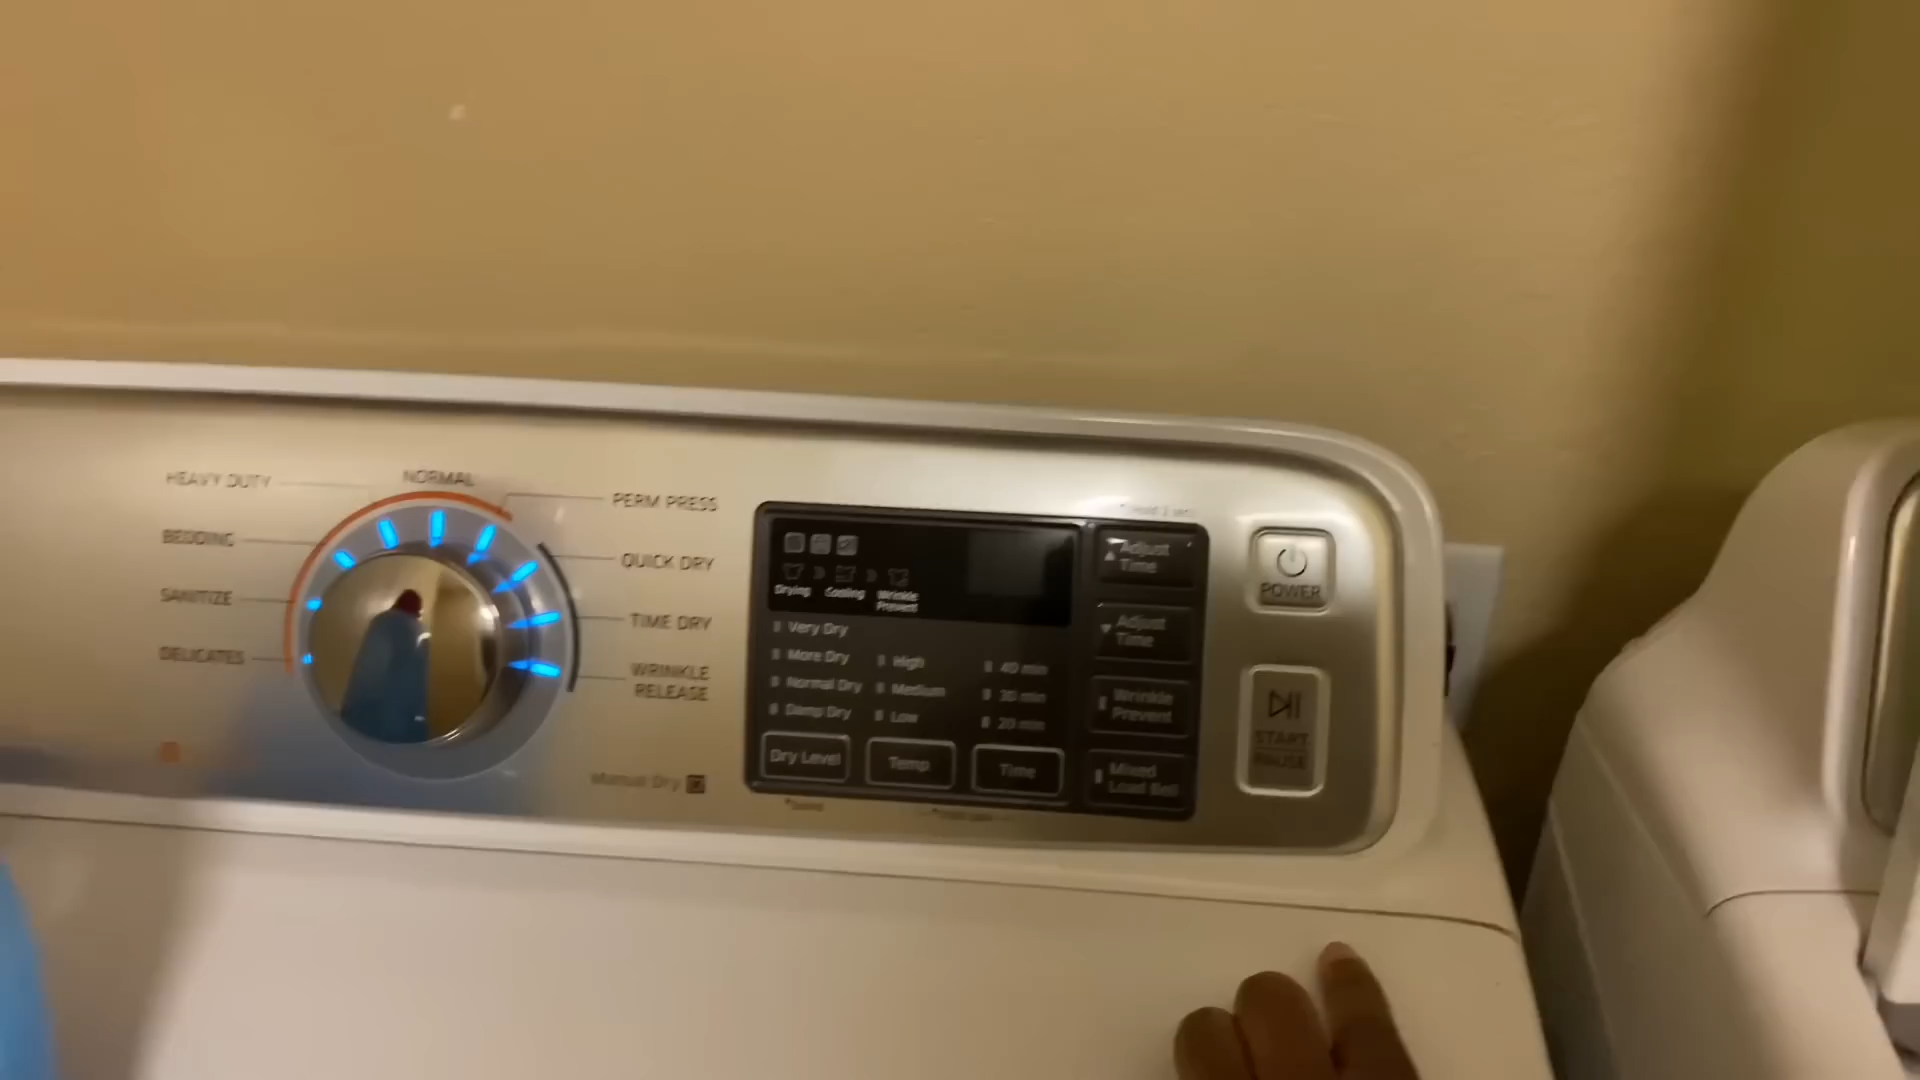 HEAVY DUTY
NORMAL
PERM PRESS
BEDDING
QUICK DRY
SANITIZE
TIME DRY
DELICATES
WRINKLE
RELEASE
Manual Dry
Drying
Cooling
Wrinkle
Prevent
Very Dry
More Dry
High
40 min
Normal Dry
Medium
30 min
Damp Dry
Low
20 min
Dry Level
Temp
Time
Adjust
Time
Adjust
Time
Wrinkle
Prevent
Mixed
Load Bell
POWER
START
PAUSE